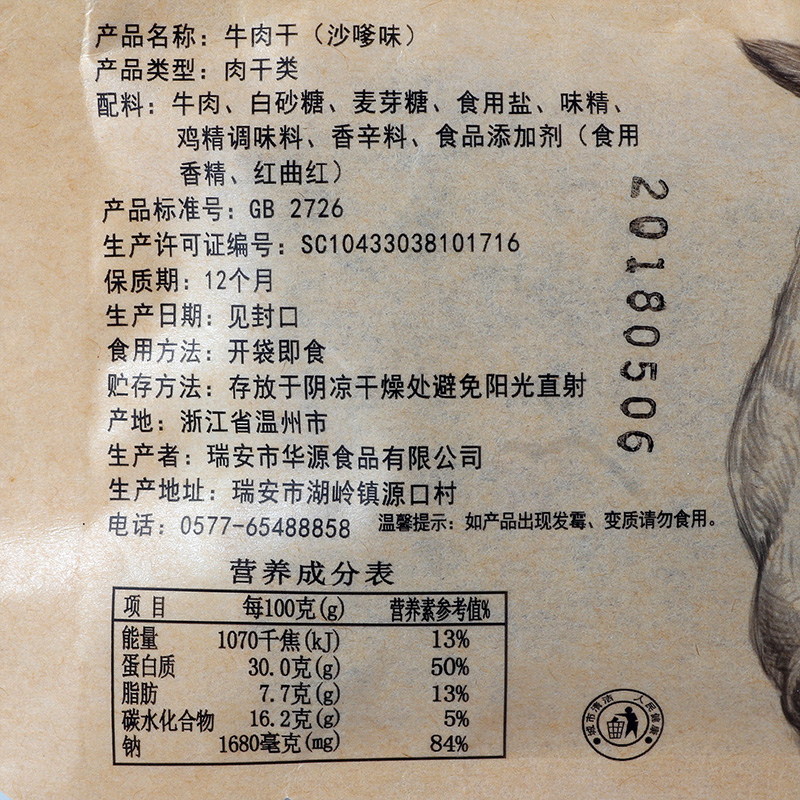 产品名称：牛肉干（沙嗲味）
产品类型：肉干类
配料：牛肉、白砂糖、麦芽糖、食用盐、味精、
鸡精调味料、香辛料、食品添加剂（食用
香精、红曲红）
产品标准号：GB 2726
生产许可证编号：SC10433038101716
保质期：12个月
生产日期：见封口
食用方法：开袋即食
贮存方法：存放于阴凉干燥处避免阳光直射
产地：浙江省温州市
生产者：瑞安市华源食品有限公司
生产地址：瑞安市湖岭镇源口村
电话：0577-65488858 温馨提示：如产品出现发霉、变质请勿食用。
20180506
营养成分表
项目 每100克(g) 营养素参考值%
能量 1070千焦(kJ) 13%
蛋白质 30.0克(g) 50%
脂肪 7.7克(g) 13%
碳水化合物 16.2克(g) 5%
钠 1680毫克(mg) 84%
城市清洁 人民健康